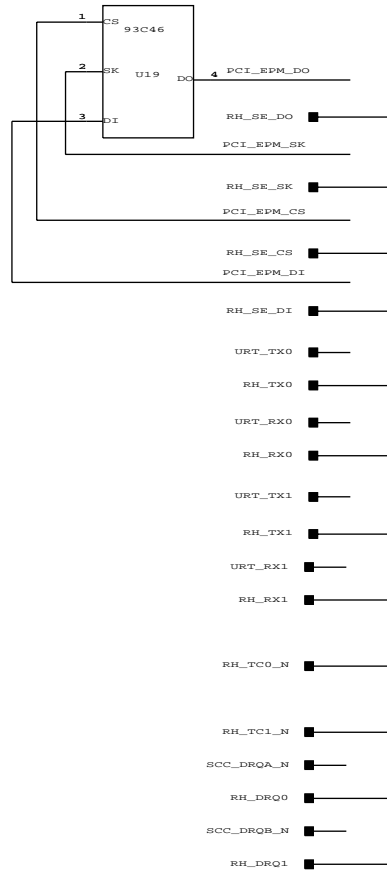 1 CS
93C46
2 SK U19 DO 4 PCI_EPM_DO
RH_SE_DO
3 DI
PCI_EPM_SK
RH_SE_SK
PCI_EPM_CS
RH_SE_CS
PCI_EPM_DI
RH_SE_DI
URT_TX0
RH_TX0
URT_RX0
RH_RX0
URT_TX1
RH_TX1
URT_RX1
RH_RX1
RH_TC0_N
RH_TC1_N
SCC_DRQA_N
RH_DRQ0
SCC_DRQB_N
RH_DRQ1